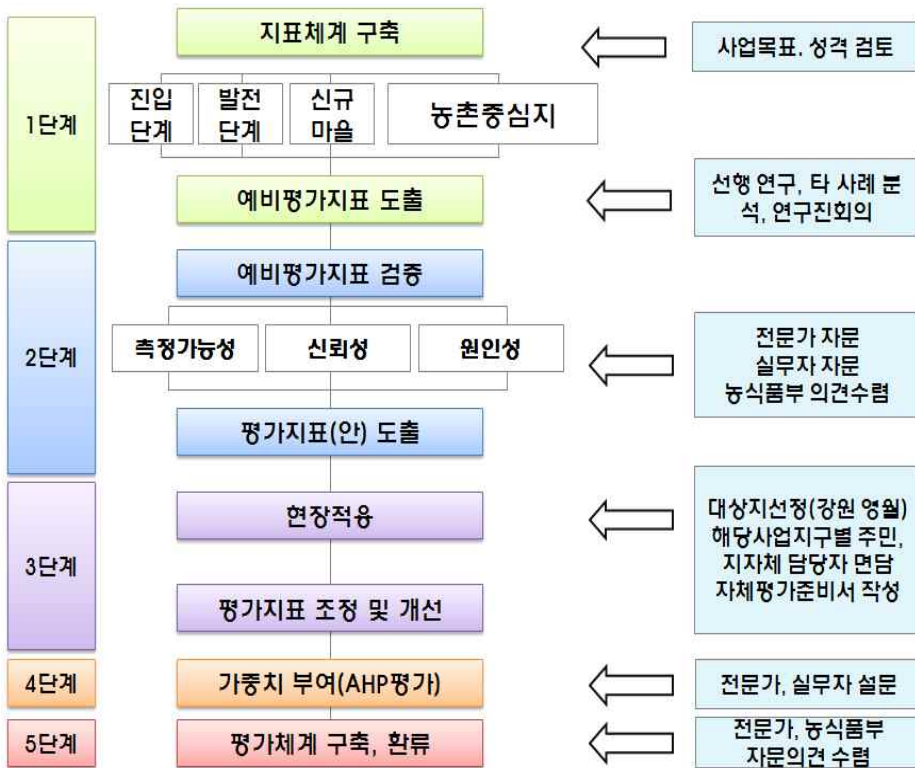 1단계
지표체계 구축
사업목표. 성격 검토
진입
단계
발전
단계
신규
마을
농촌중심지
예비평가지표 도출
선행 연구, 타 사례 분
석, 연구진회의
2단계
예비평가지표 검증
측정가능성
신뢰성
원인성
전문가 자문
실무자 자문
농식품부 의견수렴
평가지표(안) 도출
3단계
현장적용
대상지선정(강원 영월)
해당사업지구별 주민,
지자체 담당자 면담
자체평가준비서 작성
평가지표 조정 및 개선
4단계
가중치 부여(AHP평가)
전문가, 실무자 설문
5단계
평가체계 구축, 환류
전문가, 농식품부
자문의견 수렴